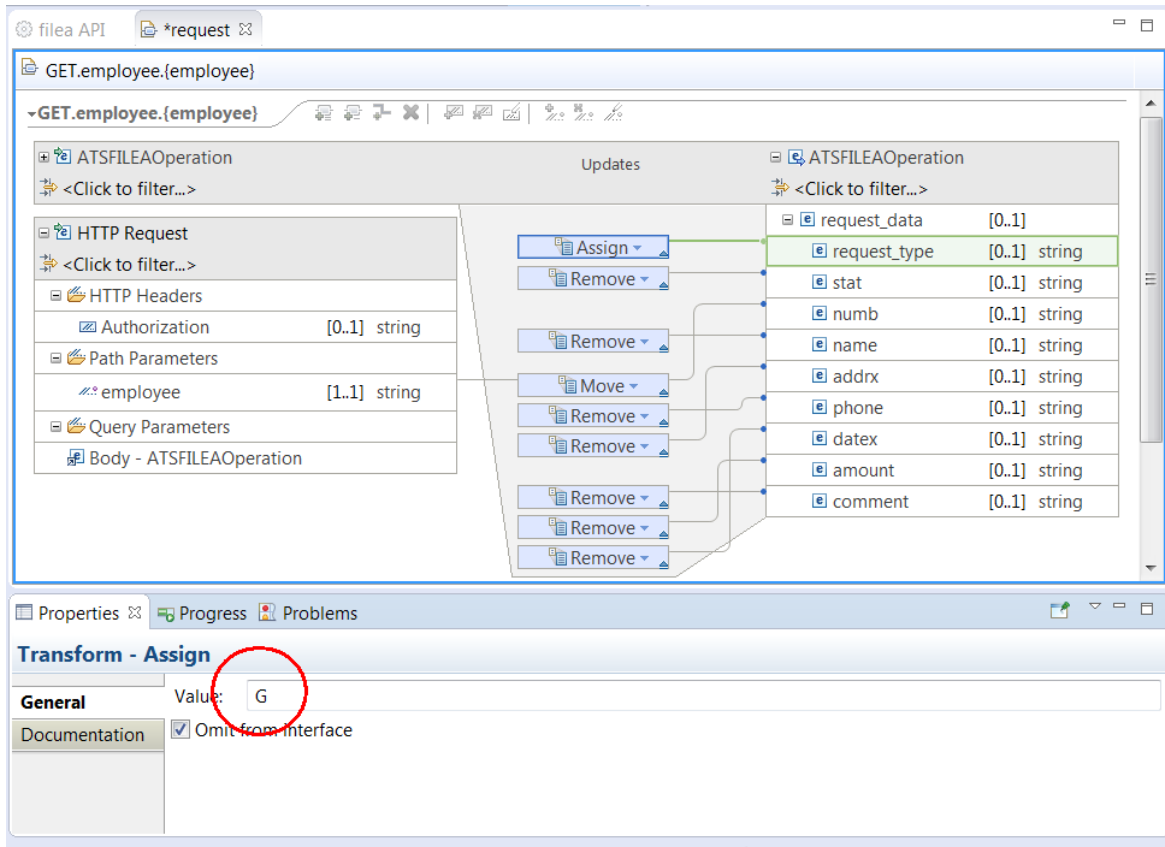 filea API *request
GET.employee.{employee}
GET.employee.{employee}
ATSFILEAOperation
<Click to filter...>
Updates
ATSFILEAOperation
<Click to filter...>
HTTP Request
<Click to filter...>
HTTP Headers
Authorization [0..1] string
Path Parameters
employee [1..1] string
Query Parameters
Body - ATSFILEAOperation
Assign
Remove
Remove
Move
Remove
Remove
Remove
Remove
Remove
request_data [0..1]
request_type [0..1] string
stat [0..1] string
numb [0..1] string
name [0..1] string
addrx [0..1] string
phone [0..1] string
datex [0..1] string
amount [0..1] string
comment [0..1] string
Properties Progress Problems
Transform - Assign
General
Documentation
Value: G
Omit from interface